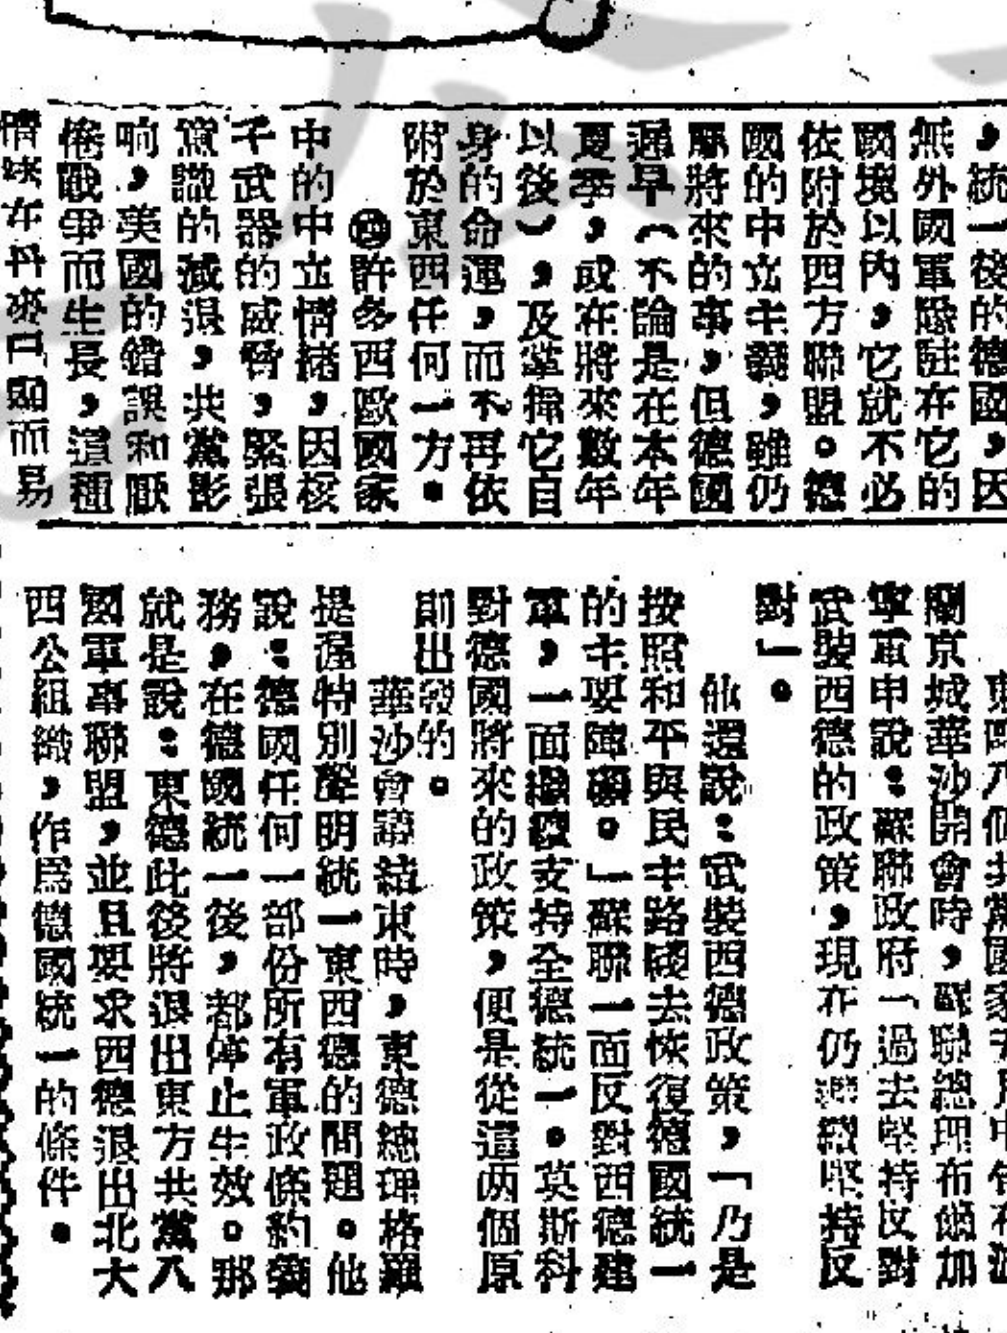 ，統一後的德國，因
無外國軍隊駐在它的
國境以內，它就不必
依附於西方聯盟。德
國的中立主義，雖仍
屬將來的事，但德國
遲早（不論是在本年
夏季，或在將來數年
以後），及掌握它自
身的命運，而不再依
附於東西任何一方。
㈣許多西歐國家
中的中立情緒，因核
子武器的威脅，緊張
意識的減退，共黨影
响，美國的錯誤和厭
倦戰爭而生長，這種
情緒在丹麥口頭而易
蘭京城華沙開會時，蘇聯總理布爾加
寧重申說：蘇聯政府「過去堅持反對
武裝西德的政策，現在仍繼續堅持反
對」。
他還說：武裝西德政策，「乃是
按照和平與民主路綫去恢復德國統一
的主要障礙。」蘇聯一面反對西德建
軍，一面繼續支持全德統一。莫斯科
對德國將來的政策，便是從這两個原
則出發的。
華沙會議結束時，東德總理格羅
提渥特別聲明統一東西德的問題。他
說：德國任何一部份所有軍政條約義
務，在德國統一後，都停止生效。那
就是說：東德此後將退出東方共黨八
國軍事聯盟，並且要求西德退出北大
西公組織，作爲德國統一的條件。